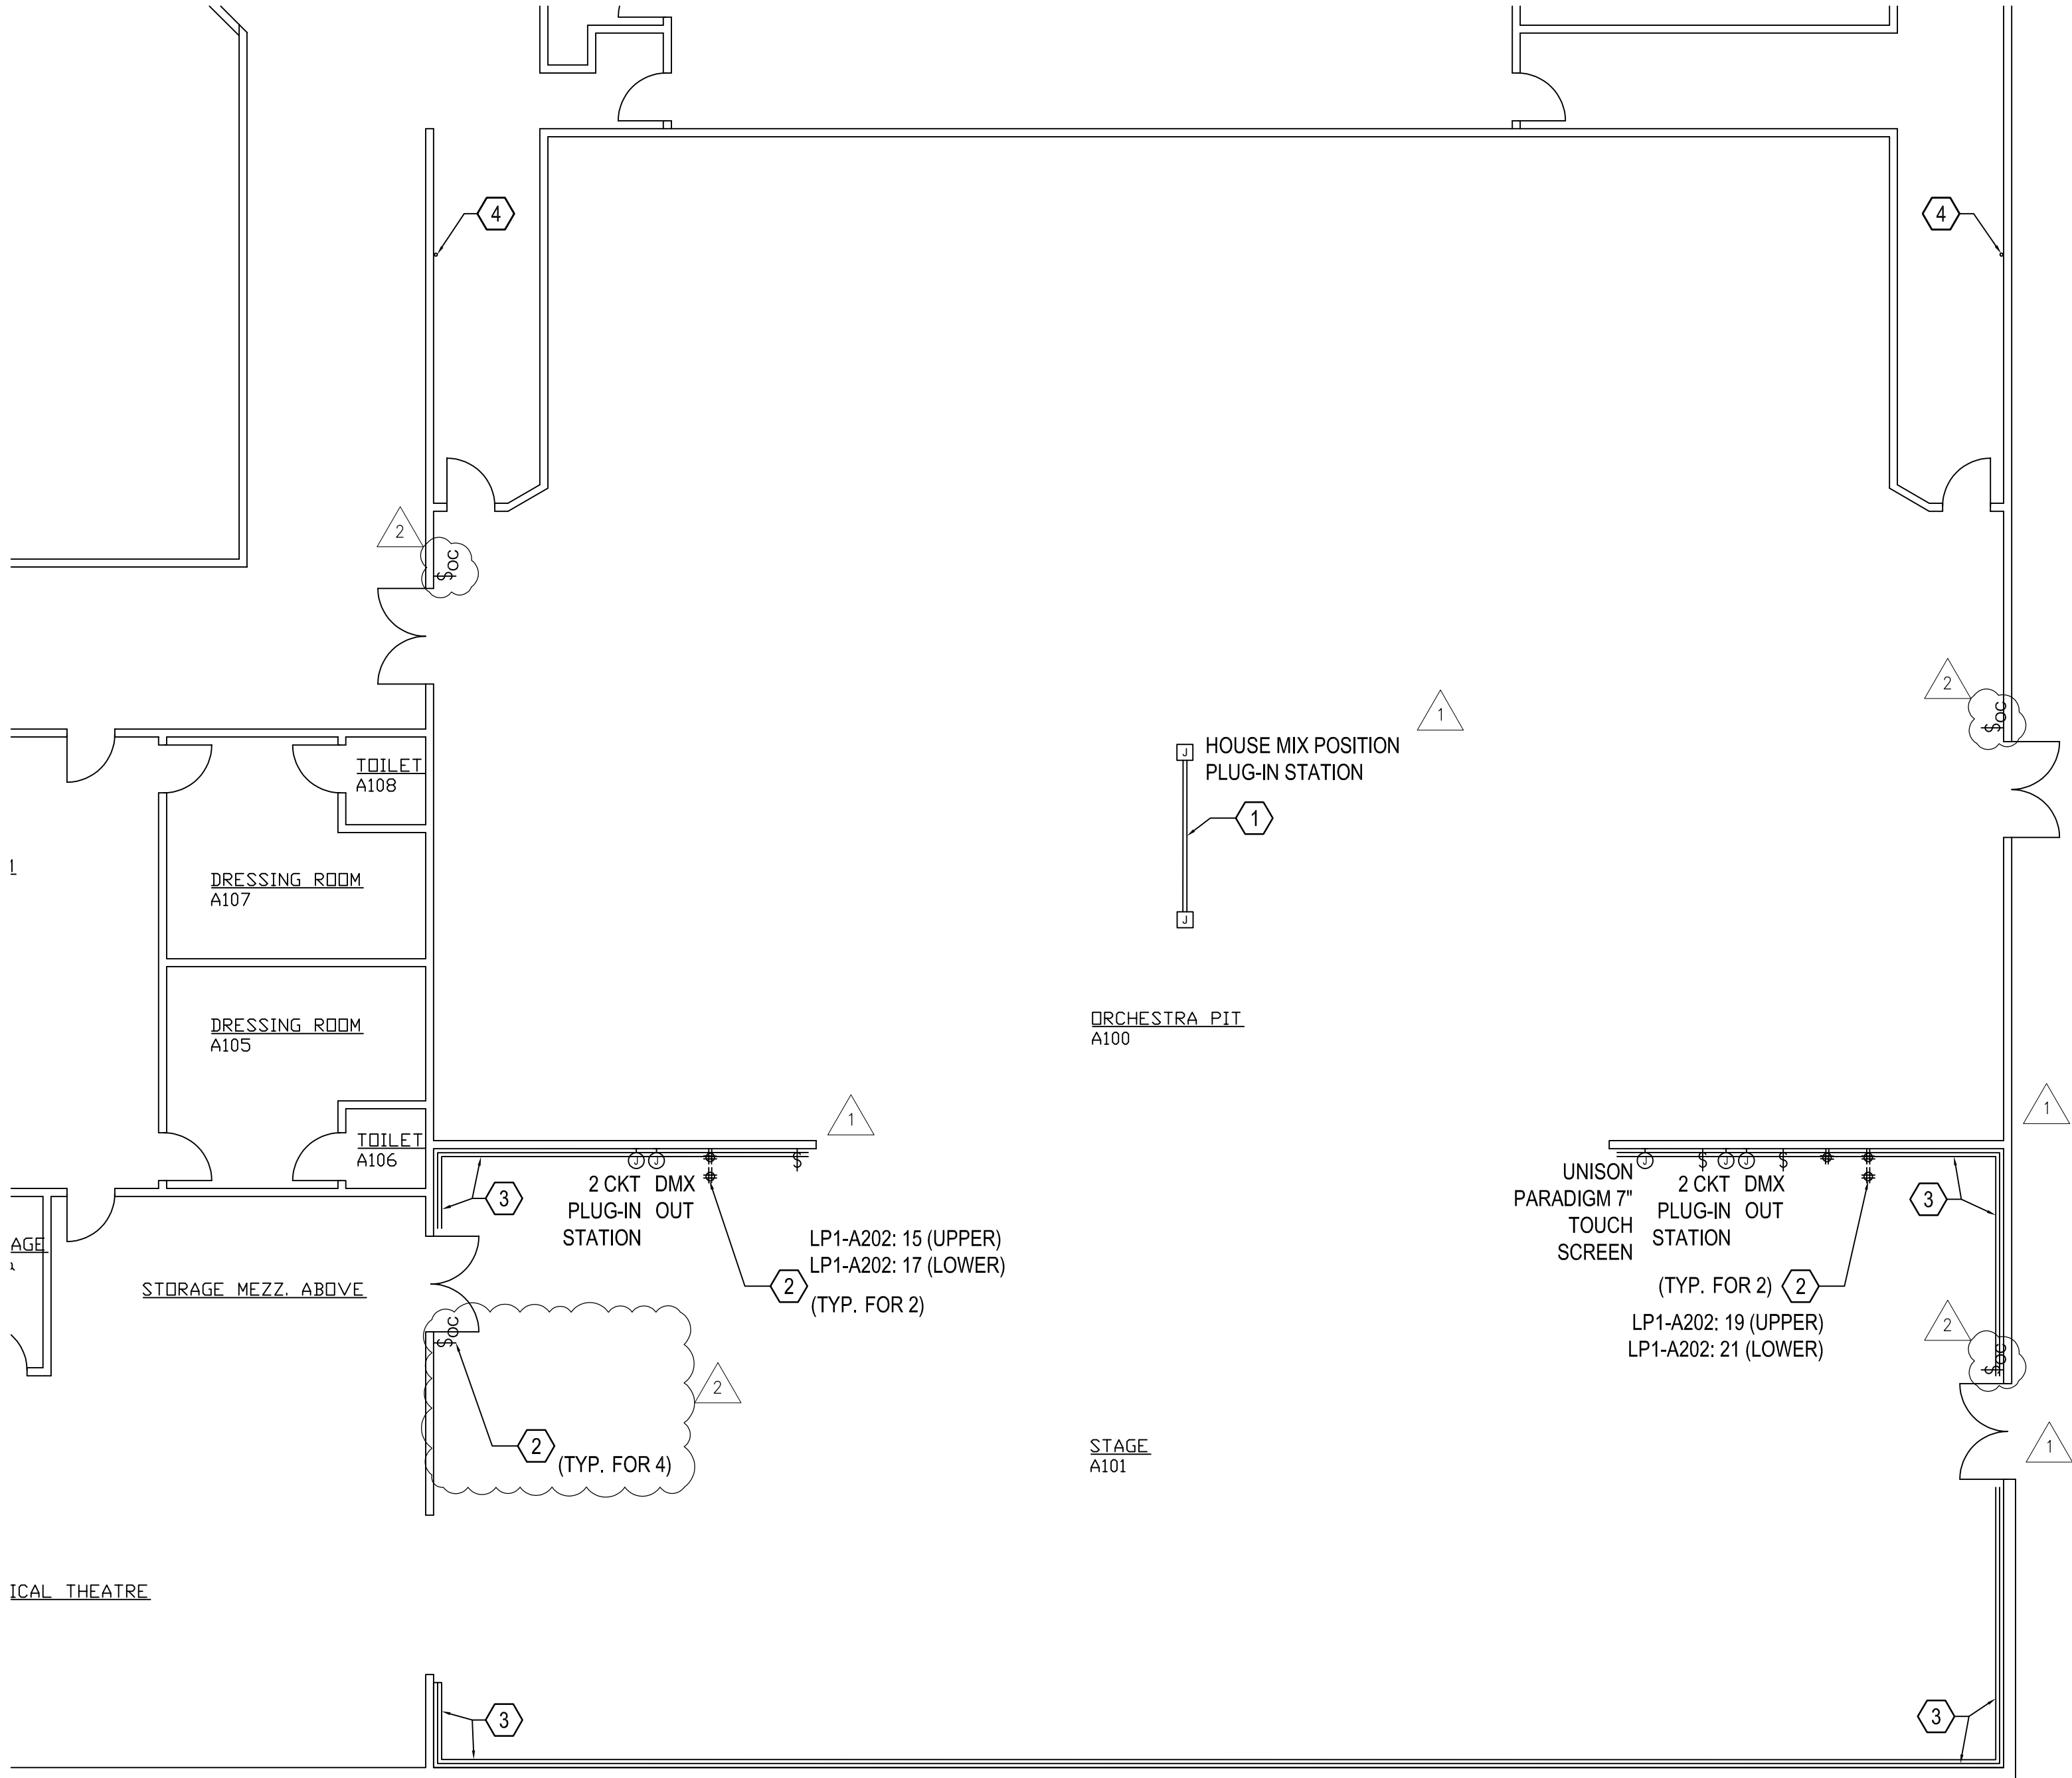 4
4
2
$OC
2
$OC
1
HOUSE MIX POSITION
PLUG-IN STATION
J
1
J
TOILET
A108
1
DRESSING ROOM
A107
DRESSING ROOM
A105
ORCHESTRA PIT
A100
TOILET
A106
1
1
J J $
3
2 CKT DMX
PLUG-IN OUT
STATION
LP1-A202: 15 (UPPER)
LP1-A202: 17 (LOWER)
2
(TYP. FOR 2)
J $ J J $
UNISON
PARADIGM 7"
TOUCH
SCREEN
2 CKT DMX
PLUG-IN OUT
STATION
3
(TYP. FOR 2) 2
LP1-A202: 19 (UPPER)
LP1-A202: 21 (LOWER)
AGE
STORAGE MEZZ. ABOVE
$OC
2
2
(TYP. FOR 4)
2
$OC
1
STAGE
A101
ICAL THEATRE
3
3